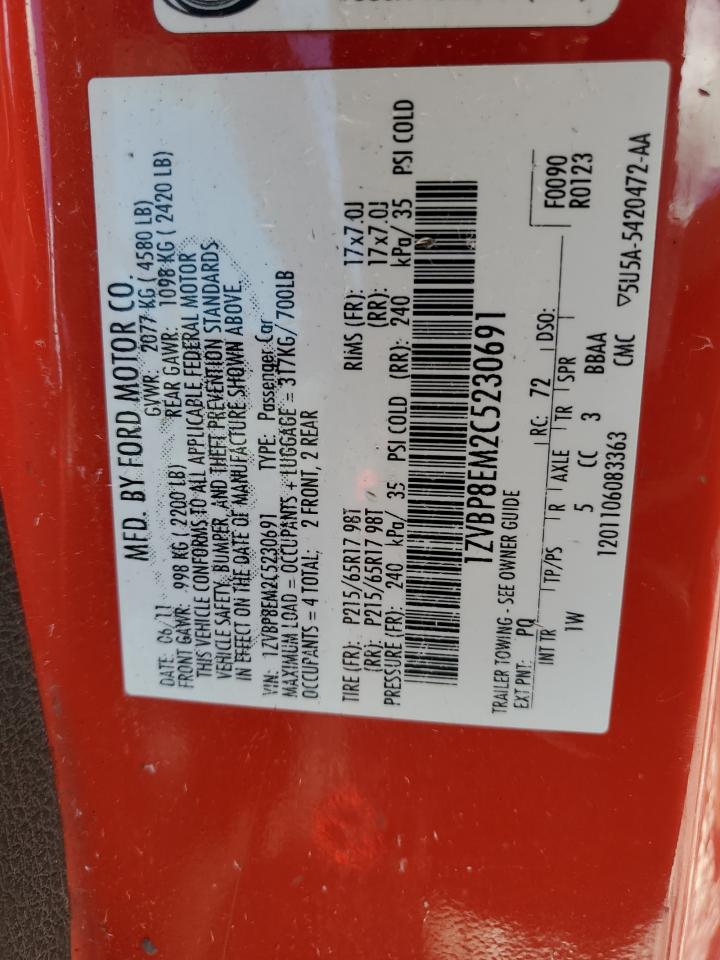 MFD. BY FORD MOTOR CO.
DATE: 06/11 GVWR: 2077 KG ( 4580 LB)
FRONT GAWR: 998 KG ( 2200 LB) REAR GAWR: 1098 KG ( 2420 LB)
THIS VEHICLE CONFORMS TO ALL APPLICABLE FEDERAL MOTOR
VEHICLE SAFETY, BUMPER, AND THEFT PREVENTION STANDARDS
IN EFFECT ON THE DATE OF MANUFACTURE SHOWN ABOVE.
VIN: 1ZVBP8EM2C5230691 TYPE: Passenger Car
MAXIMUM LOAD = OCCUPANTS + LUGGAGE = 317KG/700LB
OCCUPANTS = 4 TOTAL; 2 FRONT, 2 REAR
TIRE (FR): P215/65R17 98T RIMS (FR): 17x7.0J
(RR): P215/65R17 98T (RR): 17x7.0J
PRESSURE (FR): 240 kPa/ 35 PSI COLD (RR): 240 kPa/ 35 PSI COLD
1ZVBP8EM2C5230691
TRAILER TOWING - SEE OWNER GUIDE
F0090
EXT PNT: PQ RC: 72 DSO: R0123
INT TR TP/PS R AXLE TR SPR
1W 5 CC 3 BBAA
1201106083363 CMC ▽5U5A-5420472-AA